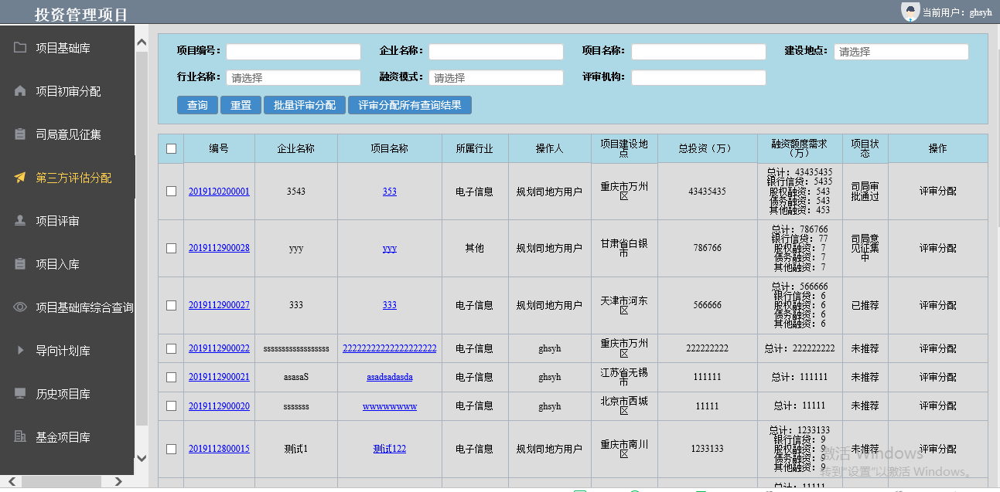 投资管理项目
当前用户：ghsyh
项目基础库
项目初审分配
司局意见征集
第三方评估分配
项目评审
项目入库
项目基础库综合查询
导向计划库
历史项目库
基金项目库
项目编号：
企业名称：
项目名称：
建设地点： 请选择
行业名称： 请选择
融资模式： 请选择
评审机构：
查询 重置 批量评审分配 评审分配所有查询结果
编号 企业名称 项目名称 所属行业 操作人 项目建设地点 总投资（万） 融资额度需求（万） 项目状态 操作
2019120200001 3543 353 电子信息 规划司地方用户 重庆市万州区 43435435 总计：43435435 银行信贷：5435 股权融资：543 债务融资：543 其他融资：453 司局审批通过 评审分配
2019112900028 yyy yyy 其他 规划司地方用户 甘肃省白银市 786766 总计：786766 银行信贷：77 股权融资：7 债务融资：7 其他融资：7 司局意见征集中 评审分配
2019112900027 333 333 电子信息 规划司地方用户 天津市河东区 566666 总计：566666 银行信贷：6 股权融资：6 债务融资：6 其他融资：6 已推荐 评审分配
2019112900022 sssssssssssssssss 22222222222222222222 电子信息 ghsyh 重庆市万州区 222222222 总计：222222222 未推荐 评审分配
2019112900021 asasaS asadsadasda 电子信息 ghsyh 江苏省无锡市 111111 总计：111111 未推荐 评审分配
2019112900020 sssssss wwwwwwww 电子信息 ghsyh 北京市西城区 11111 总计：11111 未推荐 评审分配
2019112800015 测试1 测试122 电子信息 规划司地方用户 重庆市南川区 1233133 总计：1233133 银行信贷：9 股权融资：9 债务融资：9 其他融资：9 未推荐 评审分配
总计：11111
激活 Windows
转到"设置"以激活 Windows。